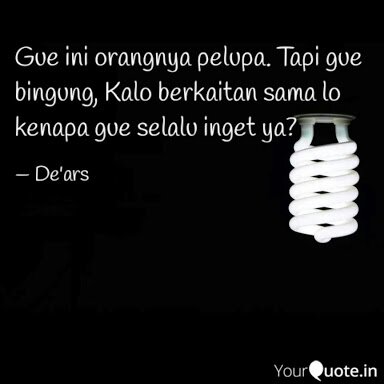 Gue ini orangnya pelupa. Tapi gue
bingung, Kalo berkaitan sama lo
kenapa gue selalu inget ya?
– De'ars
YourQuote.in